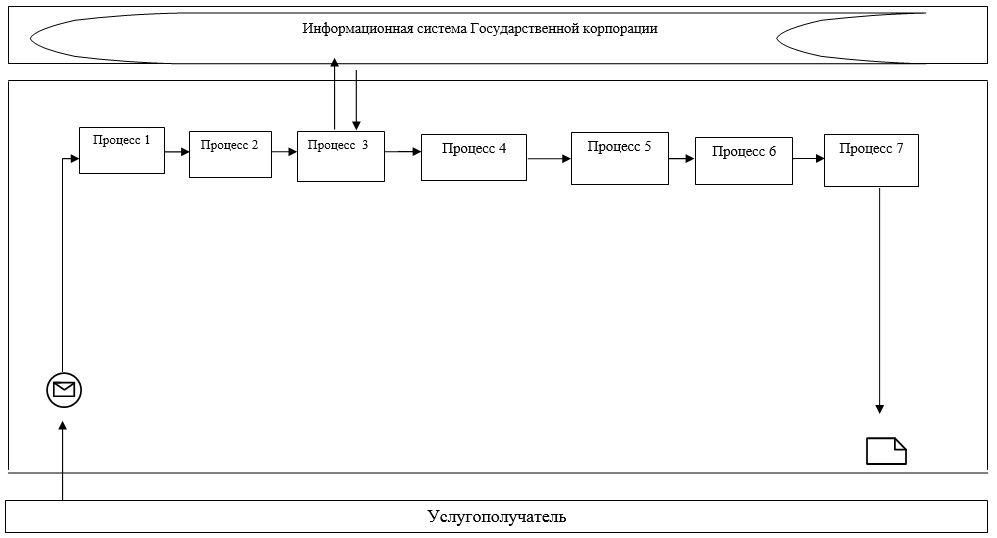 Информационная система Государственной корпорации
Процесс 1
Процесс 2
Процесс 3
Процесс 4
Процесс 5
Процесс 6
Процесс 7
Услугополучатель